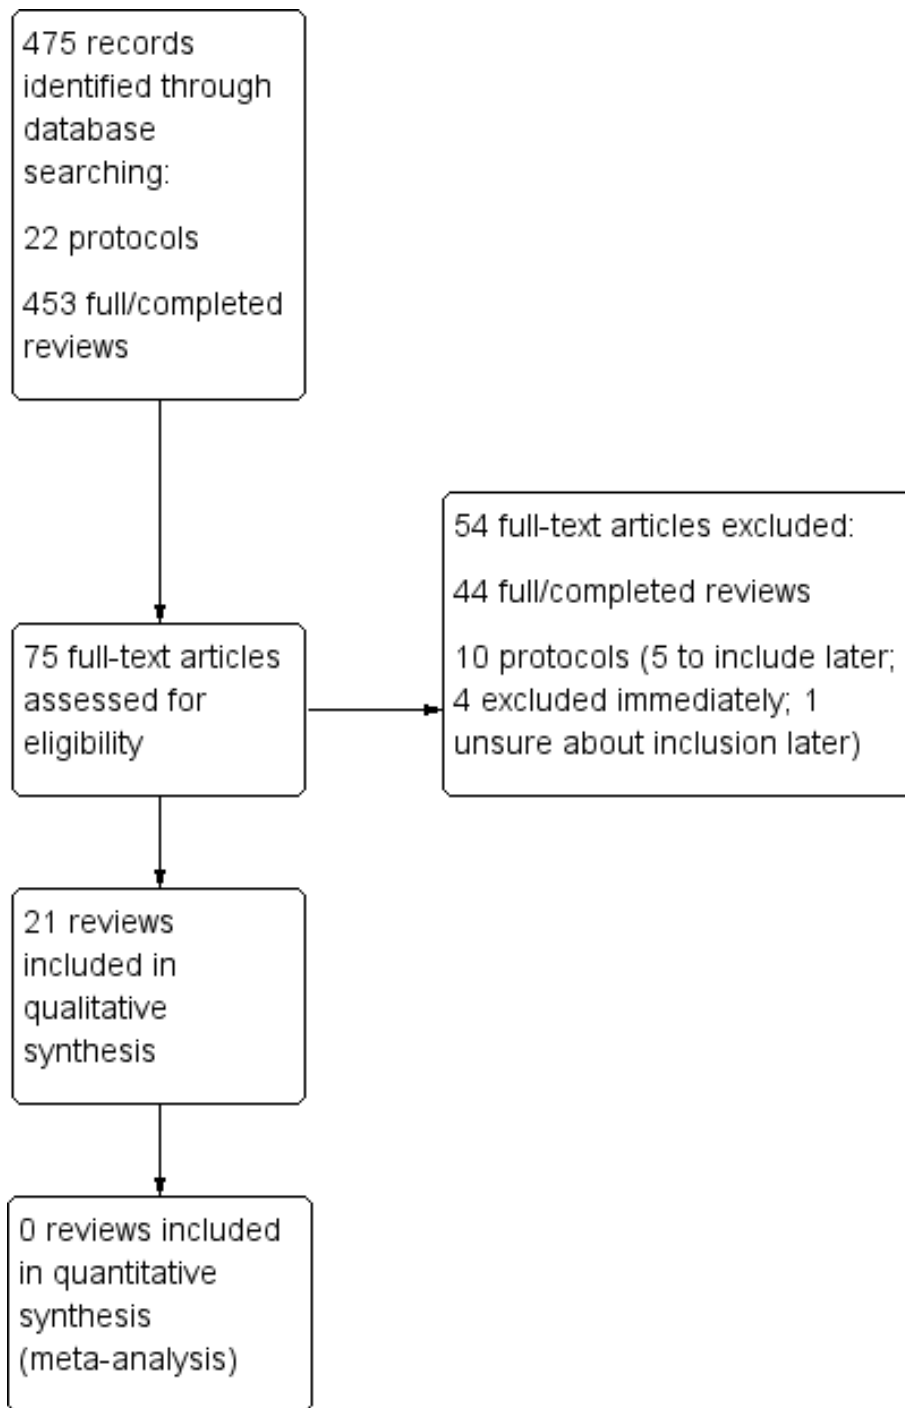 475 records
identified through
database
searching:
22 protocols
453 full/completed
reviews
75 full-text articles
assessed for
eligibility
54 full-text articles excluded:
44 full/completed reviews
10 protocols (5 to include later;
4 excluded immediately; 1
unsure about inclusion later)
21 reviews
included in
qualitative
synthesis
0 reviews included
in quantitative
synthesis
(meta-analysis)